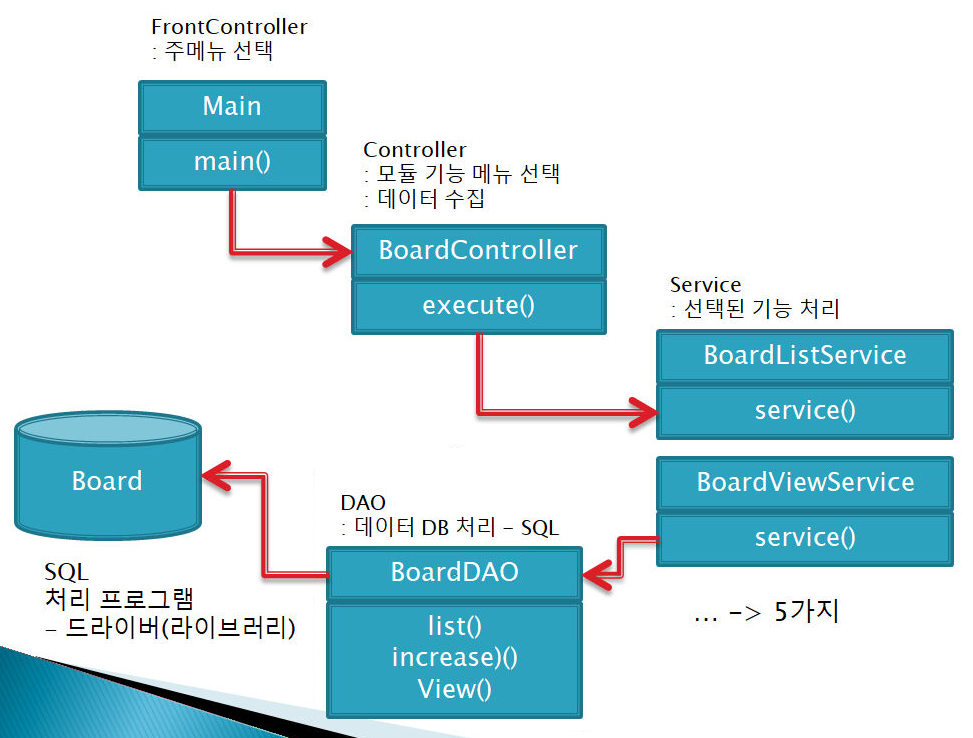 FrontController
: 주메뉴 선택
Main
main()
Controller
: 모듈 기능 메뉴 선택
: 데이터 수집
BoardController
execute()
Service
: 선택된 기능 처리
BoardListService
service()
BoardViewService
service()
... -> 5가지
DAO
: 데이터 DB 처리 – SQL
BoardDAO
list()
increase)()
View()
Board
SQL
처리 프로그램
– 드라이버(라이브러리)